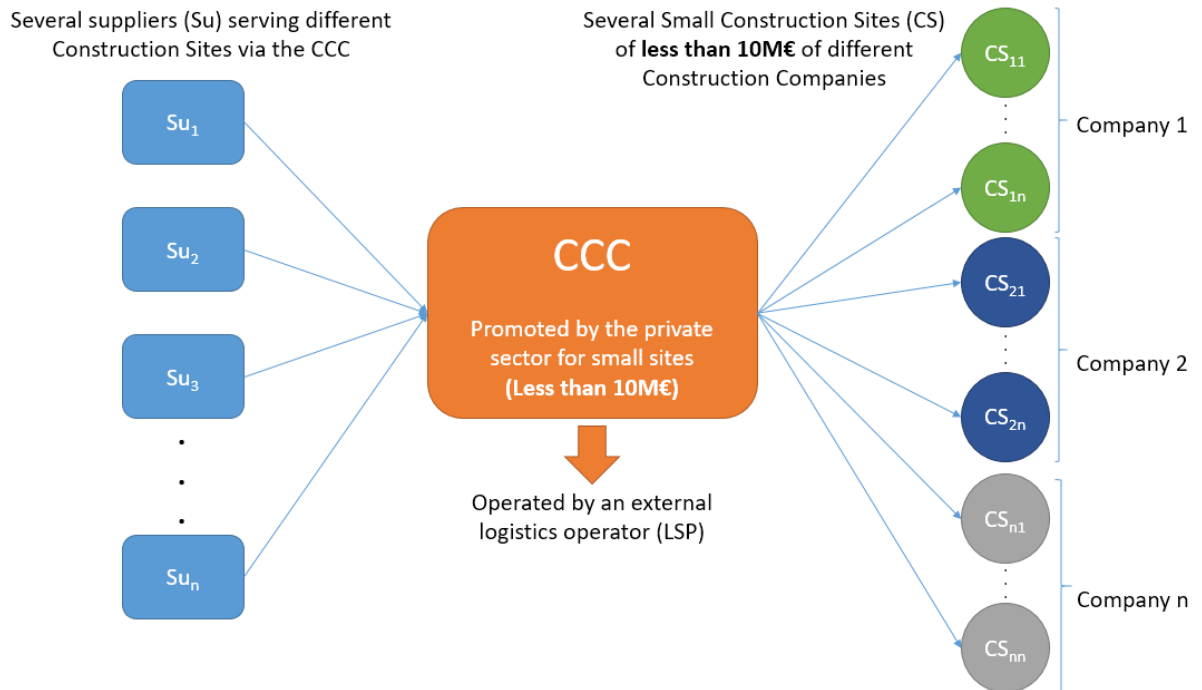 Several suppliers (Su) serving different
Construction Sites via the CCC
Su₁
Su₂
Su₃
Suₙ
CCC
Promoted by the private
sector for small sites
(Less than 10M€)
Operated by an external
logistics operator (LSP)
Several Small Construction Sites (CS)
of less than 10M€ of different
Construction Companies
CS₁₁
CS₁ₙ
Company 1
CS₂₁
CS₂ₙ
Company 2
CSₙ₁
CSₙₙ
Company n